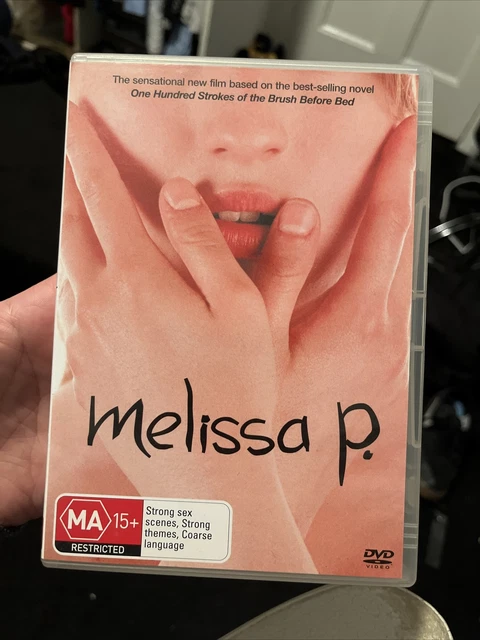 The sensational new film based on the best-selling novel
One Hundred Strokes of the Brush Before Bed
melissa p.
MA 15+
RESTRICTED
Strong sex
scenes, Strong
themes, Coarse
language
DVD
VIDEO